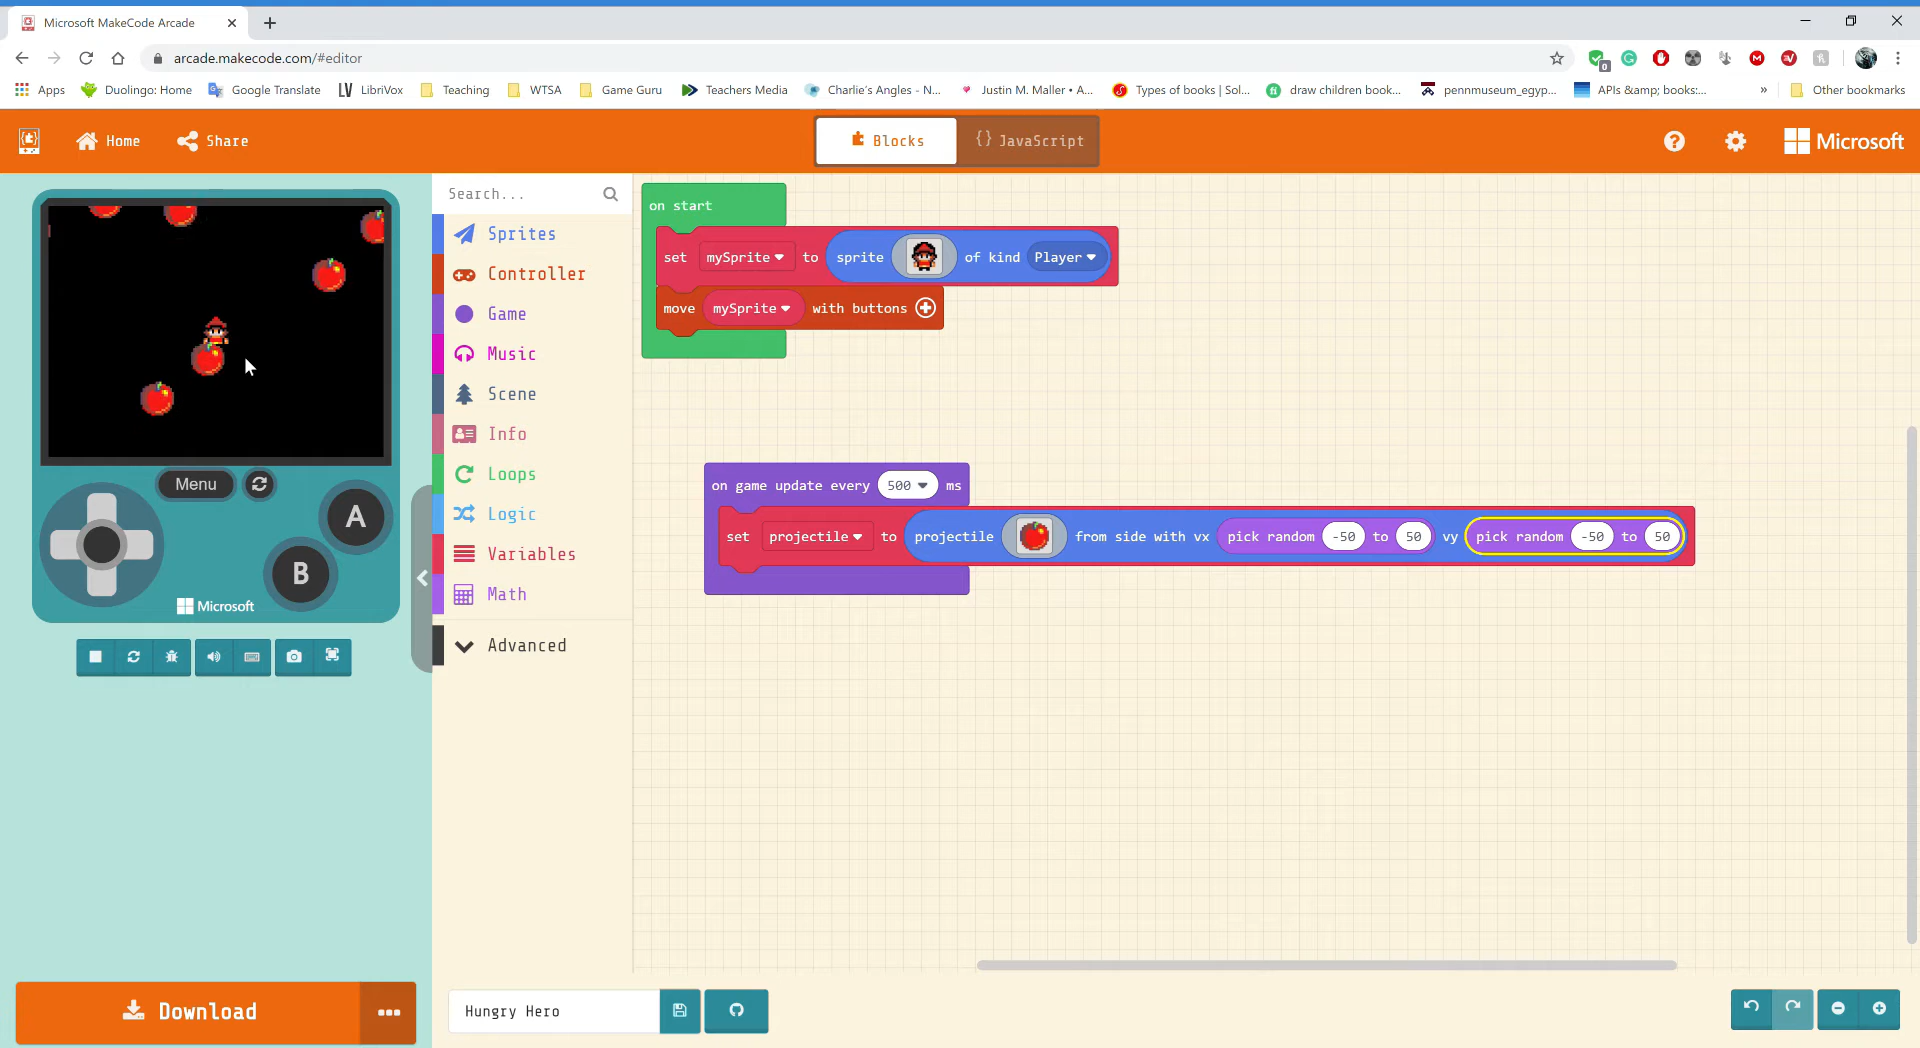 Microsoft MakeCode Arcade
arcade.makecode.com/#editor
0
Apps
Duolingo: Home
Google Translate
LibriVox
Teaching
WTSA
Game Guru
Teachers Media
Charlie's Angles - N...
Justin M. Maller • A...
Types of books | Sol...
draw children book...
pennmuseum_egyp...
APIs &amp; books:...
»
Other bookmarks
Home
Share
Blocks
{} JavaScript
Microsoft
Search...
on start
set mySprite to sprite of kind Player
move mySprite with buttons
Sprites
Controller
Game
Music
Scene
Info
Loops
Logic
Variables
Math
Advanced
on game update every 500 ms
set projectile to projectile from side with vx pick random -50 to 50 vy pick random -50 to 50
Menu
A
B
Microsoft
Download
Hungry Hero